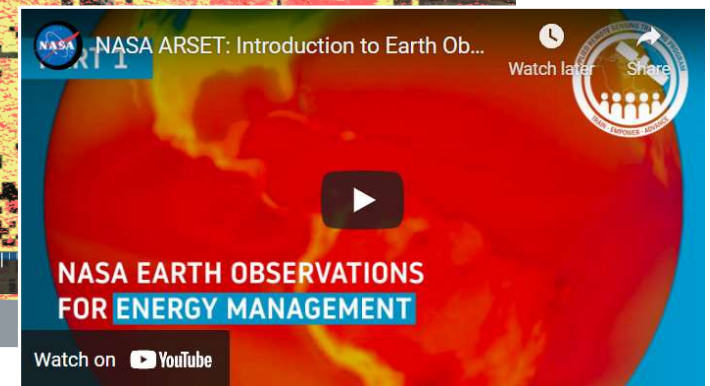 NASA
NASA ARSET: Introduction to Earth Ob...
PART 1
Watch later
Share
TRAIN - EMPOWER - ADVANCE
NASA EARTH OBSERVATIONS
FOR ENERGY MANAGEMENT
Watch on YouTube